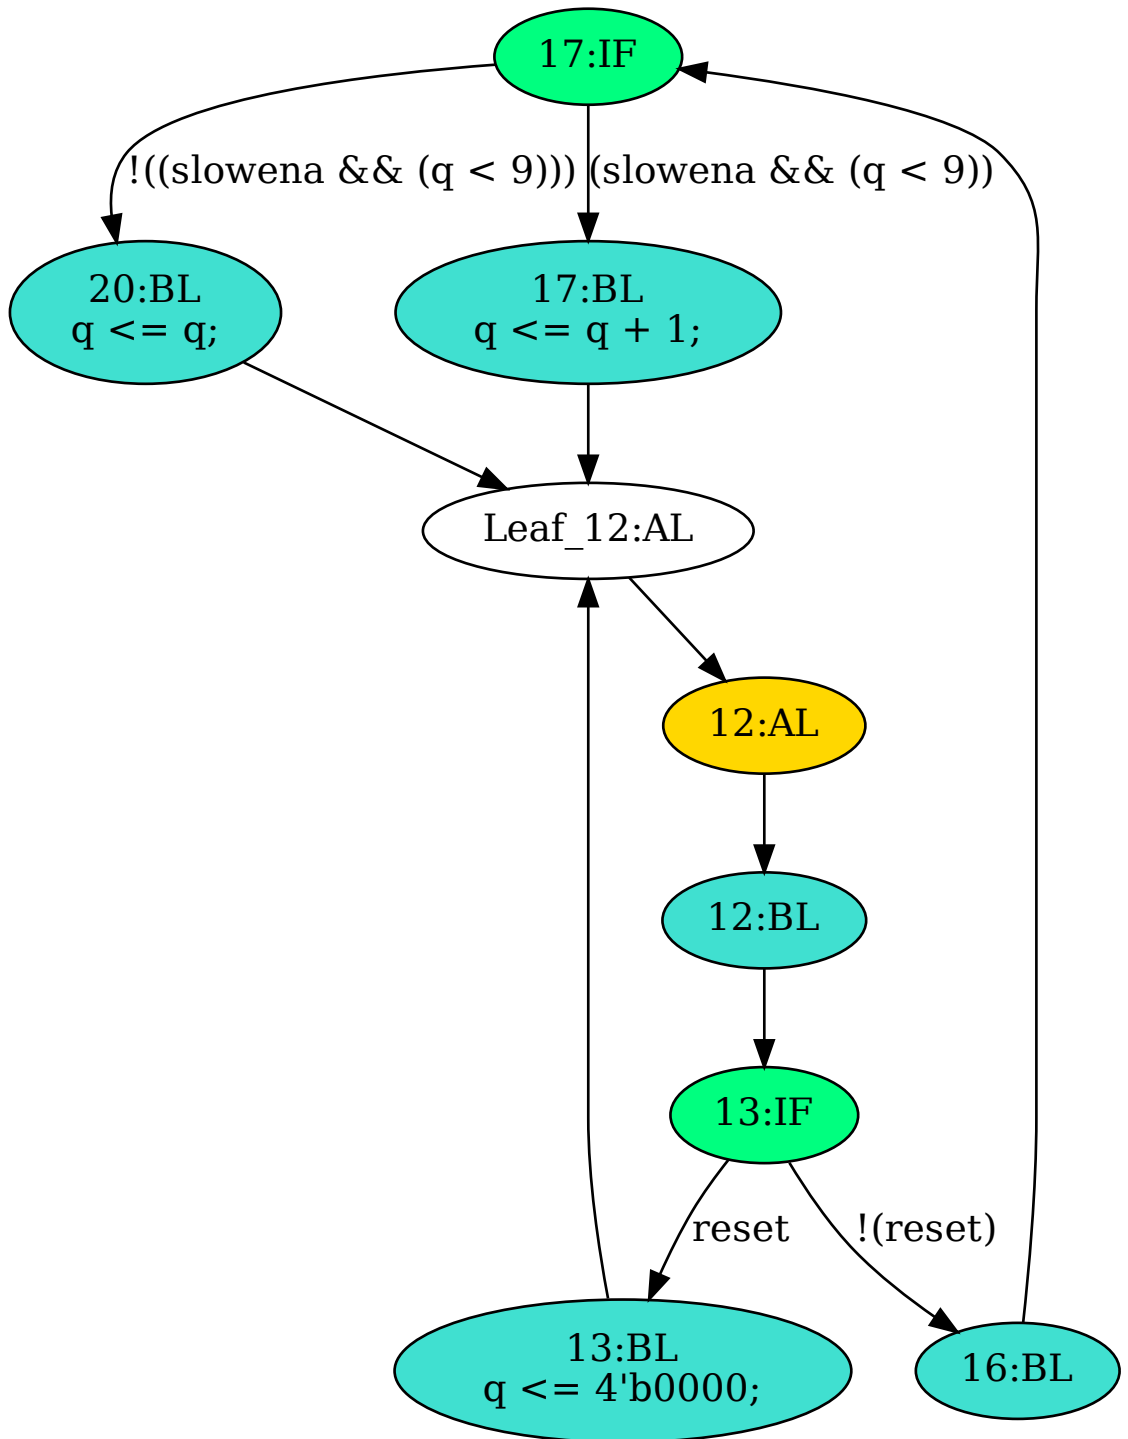 17:IF
!((slowena && (q < 9)))
(slowena && (q < 9))
20:BL
q <= q;
17:BL
q <= q + 1;
Leaf_12:AL
12:AL
12:BL
13:IF
reset
!(reset)
13:BL
q <= 4'b0000;
16:BL